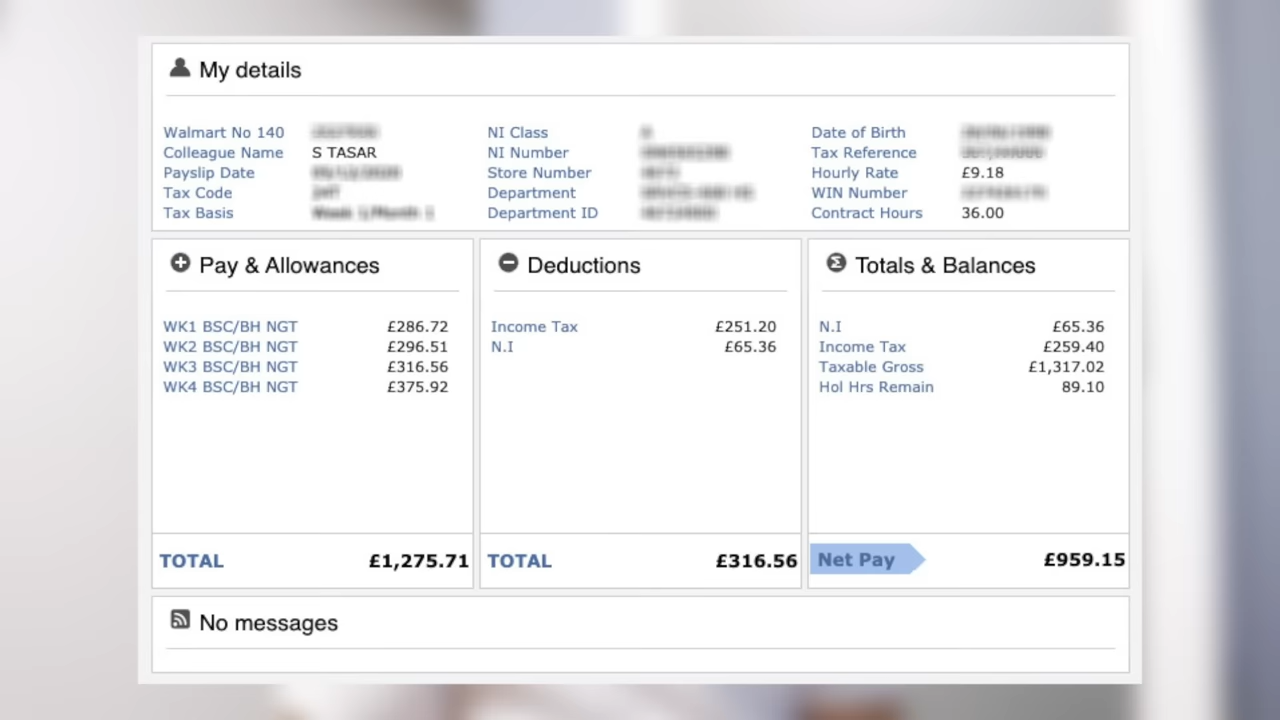 My details
Walmart No 140
Colleague Name S TASAR
Payslip Date
Tax Code
Tax Basis
NI Class
NI Number
Store Number
Department
Department ID
Date of Birth
Tax Reference
Hourly Rate £9.18
WIN Number
Contract Hours 36.00
Pay & Allowances
WK1 BSC/BH NGT £286.72
WK2 BSC/BH NGT £296.51
WK3 BSC/BH NGT £316.56
WK4 BSC/BH NGT £375.92
TOTAL £1,275.71
Deductions
Income Tax £251.20
N.I £65.36
TOTAL £316.56
Totals & Balances
N.I £65.36
Income Tax £259.40
Taxable Gross £1,317.02
Hol Hrs Remain 89.10
Net Pay £959.15
No messages